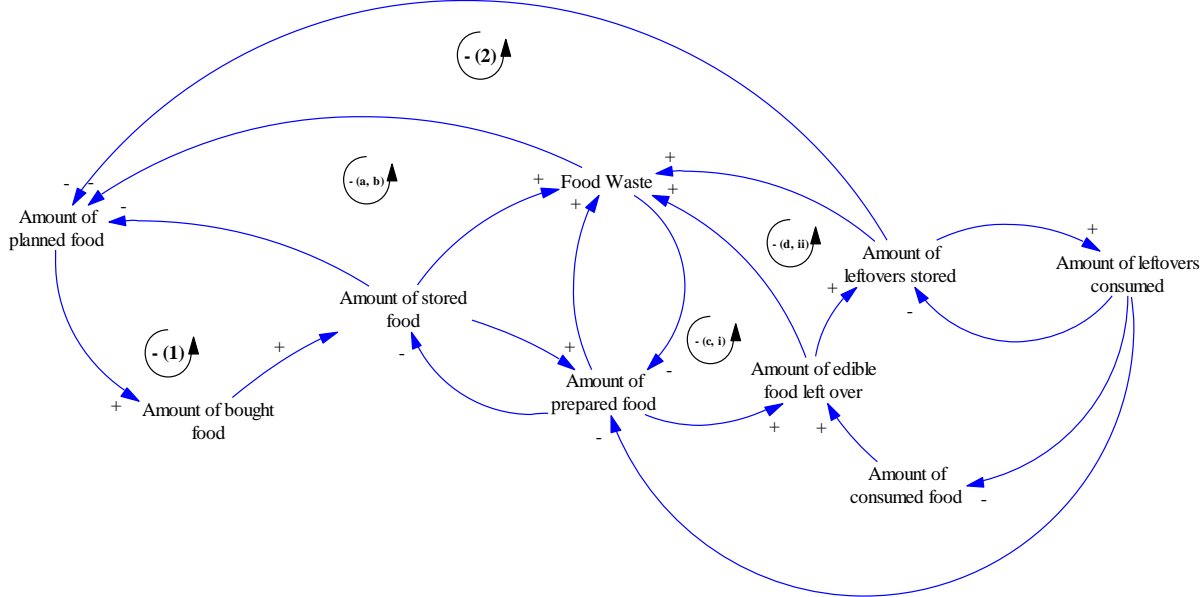 - (2)
- (a, b)
Food Waste
Amount of
planned food
Amount of
leftovers stored
Amount of leftovers
consumed
- (d, ii)
Amount of stored
food
- (1)
- (c, i)
Amount of bought
food
Amount of
prepared food
Amount of edible
food left over
Amount of
consumed food
+
+
+
+
+
+
+
+
+
+
+
+
-
-
-
-
-
-
-
-